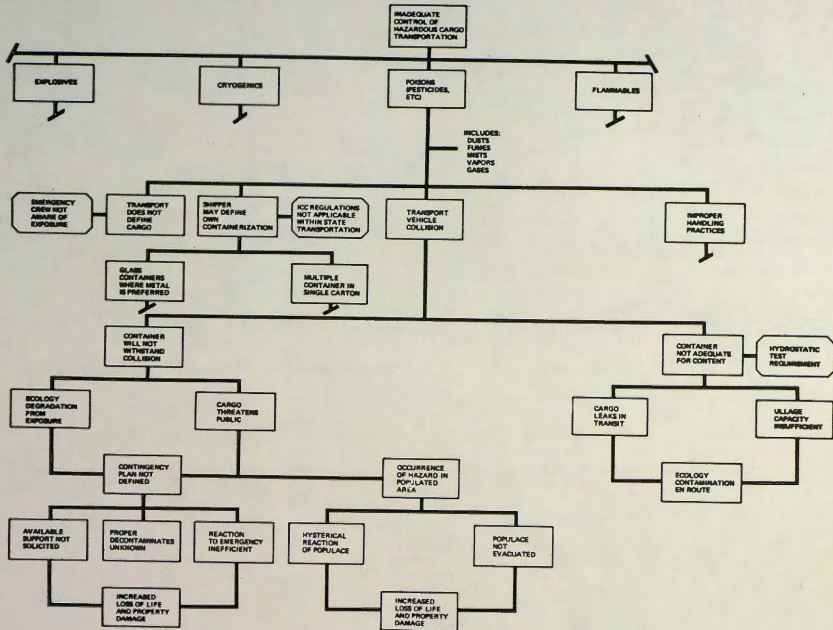 INADEQUATE
CONTROL OF
HAZARDOUS CARGO
TRANSPORTATION
EXPLOSIVES
CRYOGENICS
POISONS
(PESTICIDES,
ETC)
FLAMMABLES
INCLUDES:
DUSTS
FUMES
MISTS
VAPORS
GASES
EMERGENCY
CREW NOT
AWARE OF
EXPOSURE
TRANSPORT
DOES NOT
DEFINE
CARGO
SHIPPER
MAY DEFINE
OWN
CONTAINERIZATION
ICC REGULATIONS
NOT APPLICABLE
WITHIN STATE
TRANSPORTATION
TRANSPORT
VEHICLE
COLLISION
IMPROPER
HANDLING
PRACTICES
GLASS
CONTAINERS
WHERE METAL
IS PREFERRED
MULTIPLE
CONTAINER IN
SINGLE CARTON
CONTAINER
WILL NOT
WITHSTAND
COLLISION
CONTAINER
NOT ADEQUATE
FOR CONTENT
HYDROSTATIC
TEST
REQUIREMENT
ECOLOGY
DEGRADATION
FROM
EXPOSURE
CARGO
THREATENS
PUBLIC
CARGO
LEAKS IN
TRANSIT
ULLAGE
CAPACITY
INSUFFICIENT
CONTINGENCY
PLAN NOT
DEFINED
OCCURRENCE
OF HAZARD IN
POPULATED
AREA
ECOLOGY
CONTAMINATION
EN ROUTE
AVAILABLE
SUPPORT NOT
SOLICITED
PROPER
DECONTAMINATES
UNKNOWN
REACTION
TO EMERGENCY
INEFFICIENT
HYSTERICAL
REACTION
OF POPULACE
POPULACE
NOT
EVACUATED
INCREASED
LOSS OF LIFE
AND PROPERTY
DAMAGE
INCREASED
LOSS OF LIFE
AND PROPERTY
DAMAGE